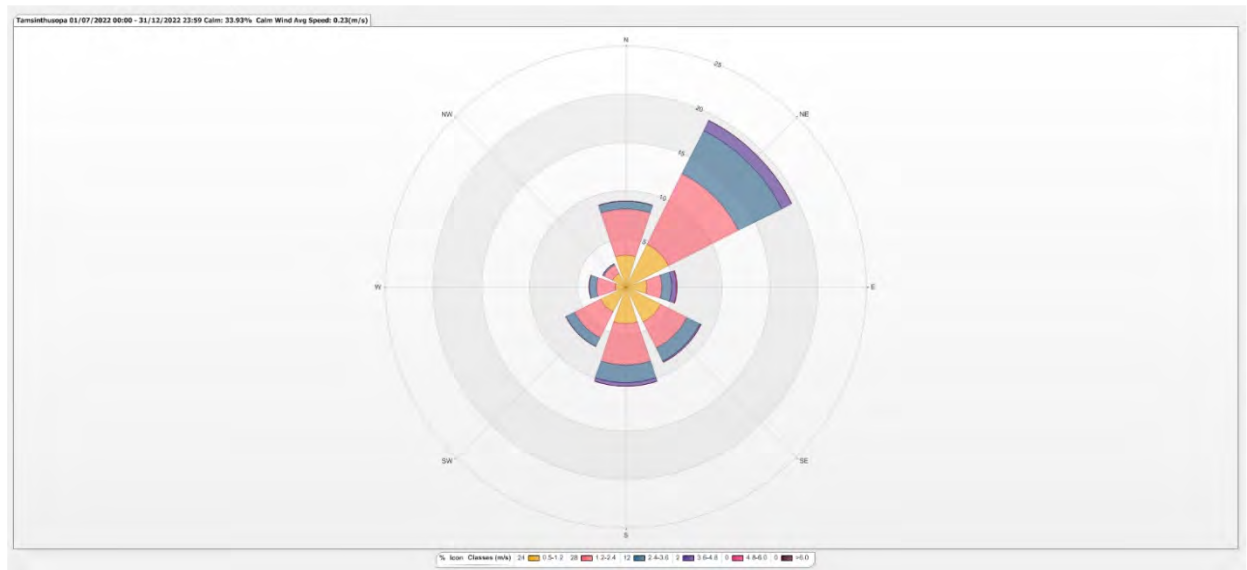 Tamsinthusopa 01/07/2022 00:00 - 31/12/2022 23:59 Calm: 33.93% Calm Wind Avg Speed: 0.23(m/s)
N
25
20
NW
NE
15
10
5
W
E
SW
SE
S
% Icon Classes (m/s) 24 0.5-1.2 28 1.2-2.4 12 2.4-3.6 2 3.6-4.8 0 4.8-6.0 0 >6.0